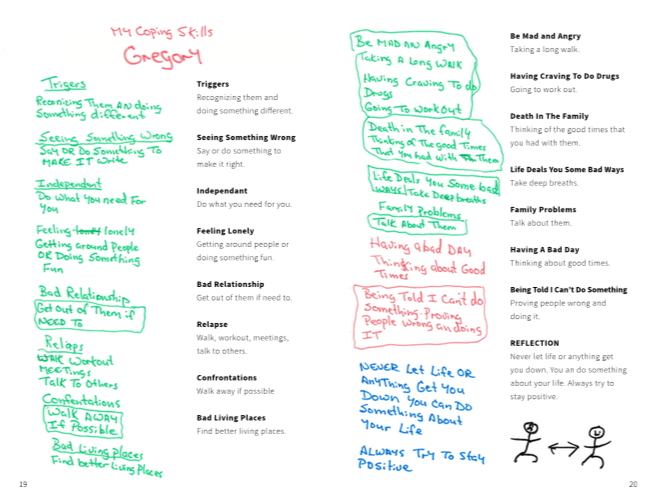 My Coping Skills
Gregory
Trigers
Recognizing Them AN doing
Something different
Seeing Something Wrong
SAY OR Do SomeThing To
MAKE IT Write
Independant
Do What You need For
You
Feeling lonely
Getting around People
OR Doing SomeThing
Fun
Bad Relationship
Get out of Them if
NEED To
Relaps
WALK Workout
MEETings
Talk To Others
Confrontations
WALK AWAY
If Possible
Bad Living places
Find better Living Places
Triggers
Recognizing them and
doing something different.
Seeing Something Wrong
Say or do something to
make it right.
Independant
Do what you need for you.
Feeling Lonely
Getting around people or
doing something fun.
Bad Relationship
Get out of them if need to.
Relapse
Walk, workout, meetings,
talk to others.
Confrontations
Walk away if possible
Bad Living Places
Find better living places.
19
Be MAD AN Angry
Taking A Long WALK
Having Craving To do
Drugs
Going To Workout
Death in The family
Thinking of The good Times
That You had With Them
Life Deals You Some bad
WAYS Take Deep breaths
Family Problems
Talk About Them
Having A bad DAY
Thinking about Good
Times
Being Told I Can't do
Something Proving
People wrong an doing
IT
NEVER Let Life OR
AnyThing Get You
Down You Can DO
Something About
Your Life
ALWAYS Try To Stay
Positive
Be Mad and Angry
Taking a long walk.
Having Craving To Do Drugs
Going to work out.
Death In The Family
Thinking of the good times that
you had with them.
Life Deals You Some Bad Ways
Take deep breaths.
Family Problems
Talk about them.
Having A Bad Day
Thinking about good times.
Being Told I Can't Do Something
Proving people wrong and
doing it.
REFLECTION
Never let life or anything get
you down. You an do something
about your life. Always try to
stay positive.
20